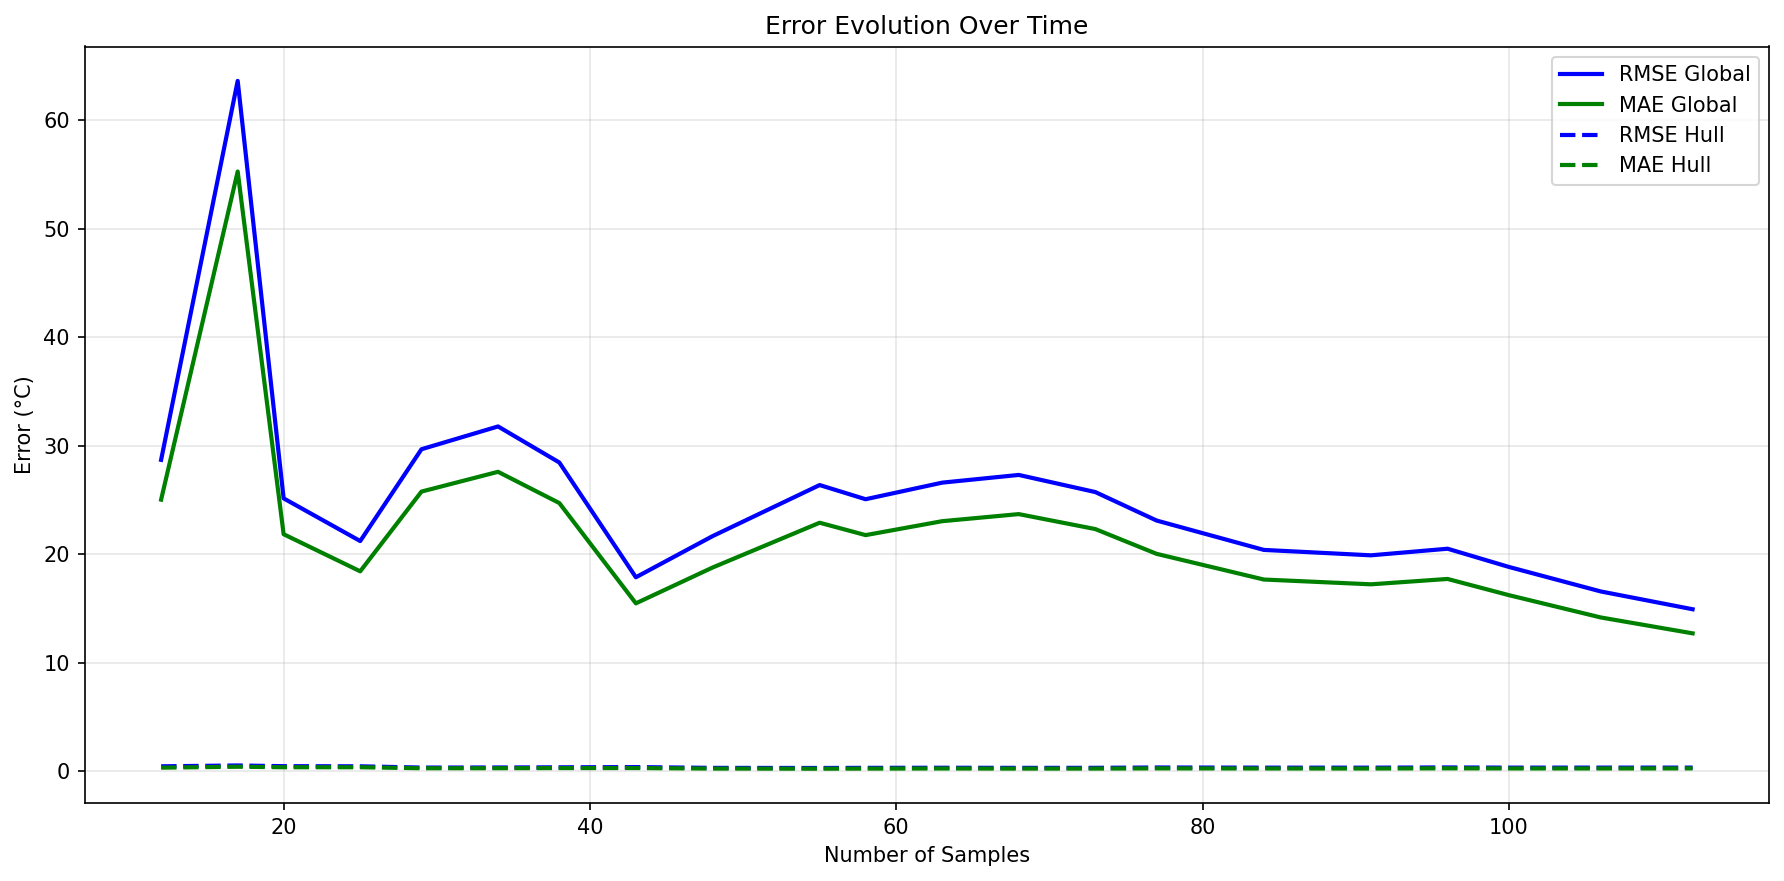 Error Evolution Over Time
RMSE Global
MAE Global
RMSE Hull
MAE Hull
Error (°C)
60
50
40
30
20
10
0
20 40 60 80 100
Number of Samples